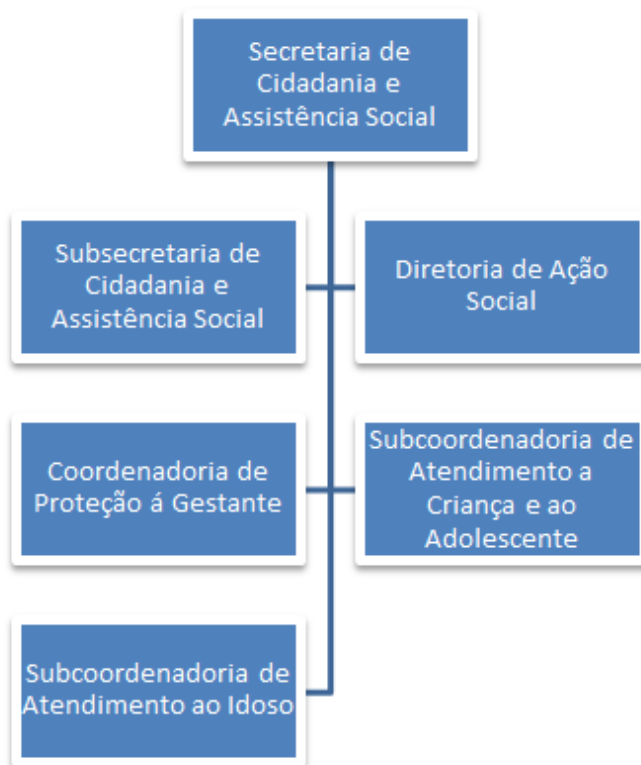 Secretaria de
Cidadania e
Assistência Social
Subsecretaria de
Cidadania e
Assistência Social
Diretoria de Ação
Social
Coordenadoria de
Proteção á Gestante
Subcoordenadoria de
Atendimento a
Criança e ao
Adolescente
Subcoordenadoria de
Atendimento ao Idoso